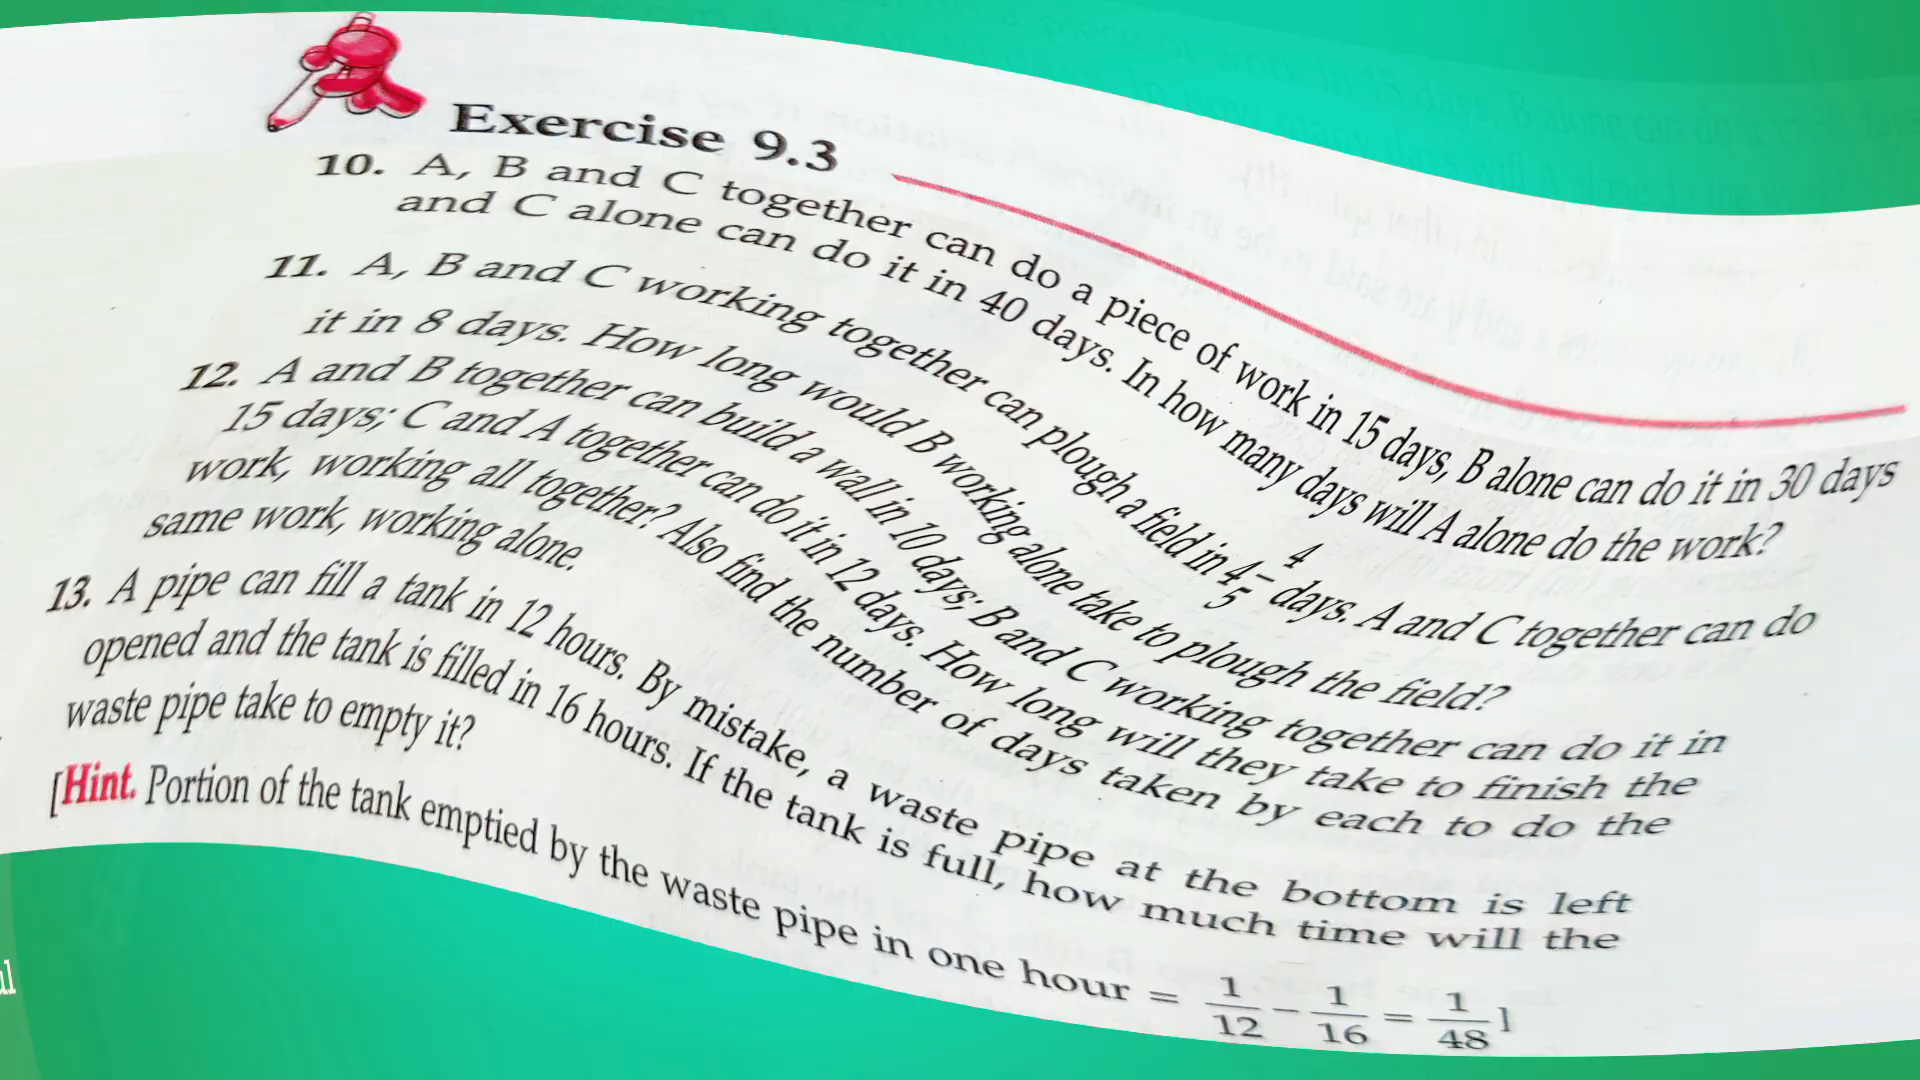 Exercise 9.3
10. A, B and C together can do a piece of work in 15 days, B alone can do it in 30 days
and C alone can do it in 40 days. In how many days will A alone do the work?
11. A, B and C working together can plough a field in 4 4/5 days. A and C together can do
it in 8 days. How long would B working alone take to plough the field?
12. A and B together can build a wall in 10 days; B and C working together can do it in
15 days; C and A together can do it in 12 days. How long will they take to finish the
work, working all together? Also find the number of days taken by each to do the
same work, working alone.
13. A pipe can fill a tank in 12 hours. By mistake, a waste pipe at the bottom is left
opened and the tank is filled in 16 hours. If the tank is full, how much time will the
waste pipe take to empty it?
[Hint. Portion of the tank emptied by the waste pipe in one hour = 1/12 − 1/16 = 1/48]